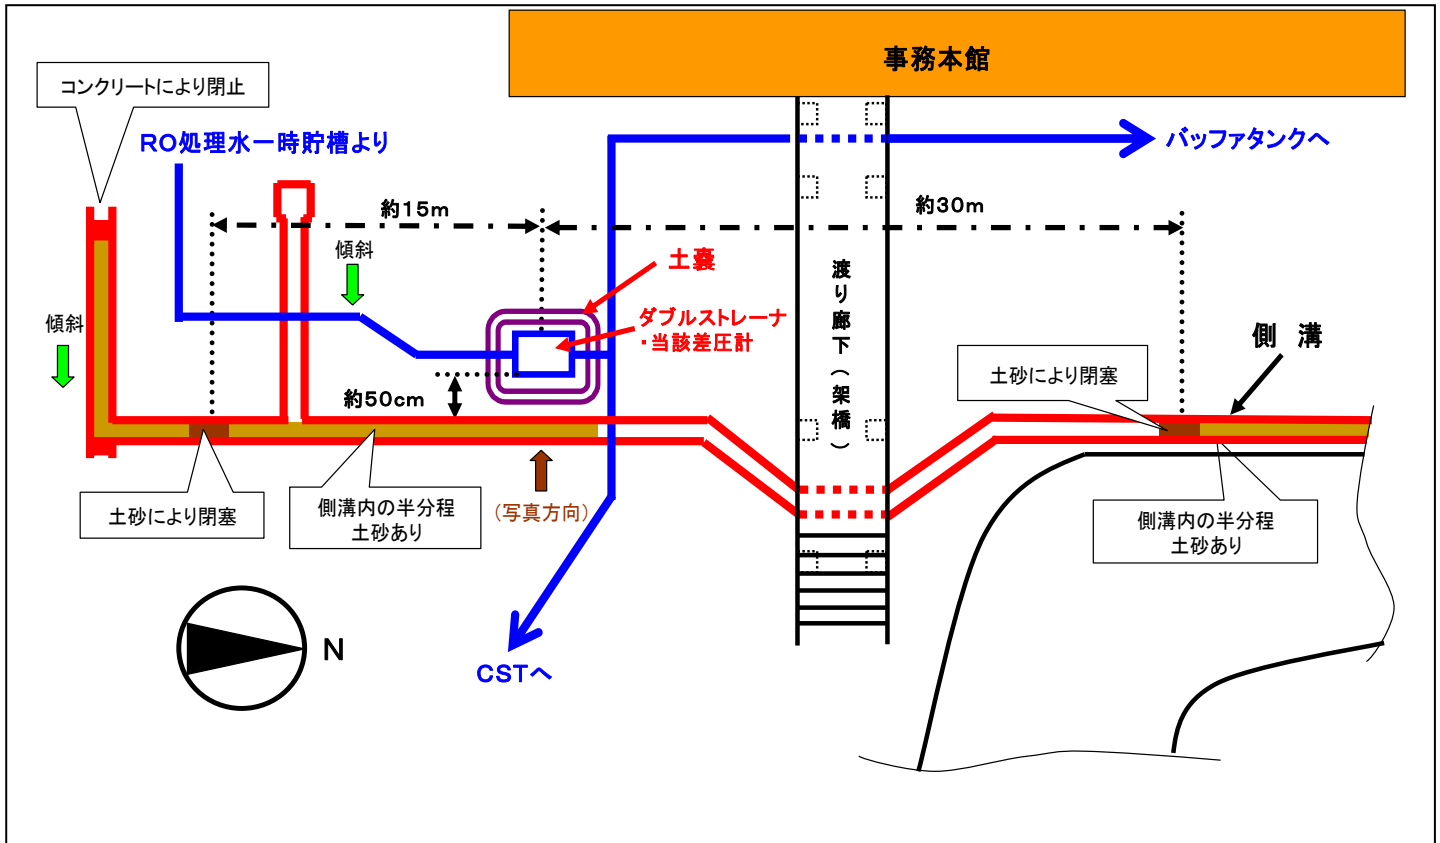 事務本館
コンクリートにより閉止
RO処理水一時貯槽より
バッファタンクへ
約15m
約30m
傾斜
土嚢
渡り廊下（架橋）
ダブルストレーナ
・当該差圧計
傾斜
側 溝
土砂により閉塞
約50cm
土砂により閉塞
側溝内の半分程
土砂あり
(写真方向)
側溝内の半分程
土砂あり
N
CSTへ